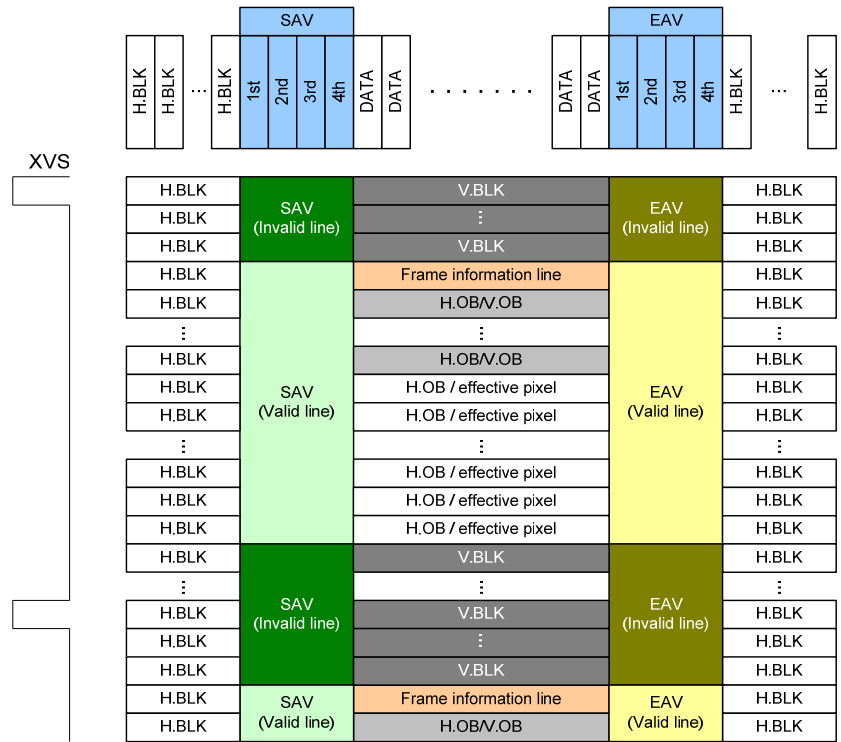 SAV EAV
H.BLK H.BLK ... H.BLK 1st 2nd 3rd 4th DATA DATA . . . . . . . DATA DATA 1st 2nd 3rd 4th H.BLK ... H.BLK
XVS
H.BLK V.BLK H.BLK
SAV
(Invalid line)
EAV
(Invalid line)
H.BLK ⋮ H.BLK
H.BLK V.BLK H.BLK
H.BLK Frame information line H.BLK
H.BLK H.OB/V.OB H.BLK
⋮ ⋮ ⋮
H.BLK H.OB/V.OB H.BLK
H.BLK H.OB / effective pixel H.BLK
SAV
(Valid line)
EAV
(Valid line)
H.BLK H.OB / effective pixel H.BLK
⋮ ⋮ ⋮
H.BLK H.OB / effective pixel H.BLK
H.BLK H.OB / effective pixel H.BLK
H.BLK H.OB / effective pixel H.BLK
H.BLK V.BLK H.BLK
⋮ ⋮ ⋮
SAV
(Invalid line)
EAV
(Invalid line)
H.BLK V.BLK H.BLK
H.BLK ⋮ H.BLK
H.BLK V.BLK H.BLK
H.BLK Frame information line H.BLK
SAV
(Valid line)
EAV
(Valid line)
H.BLK H.OB/V.OB H.BLK